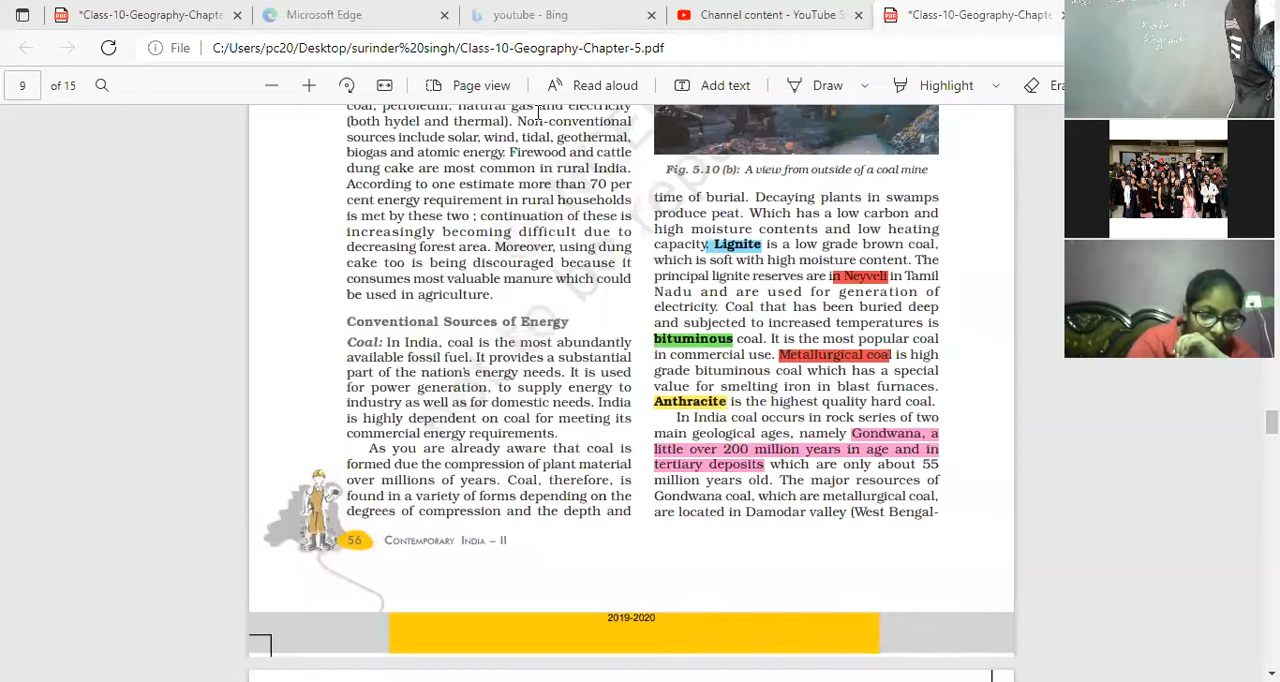 *Class-10-Geography-Chapte
Microsoft Edge
youtube - Bing
Channel content - YouTube S
*Class-10-Geography-Chapte
File
C:/Users/pc20/Desktop/surinder%20singh/Class-10-Geography-Chapter-5.pdf
9 of 15
Page view
Read aloud
Add text
Draw
Highlight
Era
coal, petroleum, natural gas and electricity
(both hydel and thermal). Non-conventional
sources include solar, wind, tidal, geothermal,
biogas and atomic energy. Firewood and cattle
dung cake are most common in rural India.
According to one estimate more than 70 per
cent energy requirement in rural households
is met by these two ; continuation of these is
increasingly becoming difficult due to
decreasing forest area. Moreover, using dung
cake too is being discouraged because it
consumes most valuable manure which could
be used in agriculture.
Conventional Sources of Energy
Coal: In India, coal is the most abundantly
available fossil fuel. It provides a substantial
part of the nation's energy needs. It is used
for power generation, to supply energy to
industry as well as for domestic needs. India
is highly dependent on coal for meeting its
commercial energy requirements.
As you are already aware that coal is
formed due the compression of plant material
over millions of years. Coal, therefore, is
found in a variety of forms depending on the
degrees of compression and the depth and
56
Contemporary India – II
Fig. 5.10 (b): A view from outside of a coal mine
time of burial. Decaying plants in swamps
produce peat. Which has a low carbon and
high moisture contents and low heating
capacity. Lignite is a low grade brown coal,
which is soft with high moisture content. The
principal lignite reserves are in Neyveli in Tamil
Nadu and are used for generation of
electricity. Coal that has been buried deep
and subjected to increased temperatures is
bituminous coal. It is the most popular coal
in commercial use. Metallurgical coal is high
grade bituminous coal which has a special
value for smelting iron in blast furnaces.
Anthracite is the highest quality hard coal.
In India coal occurs in rock series of two
main geological ages, namely Gondwana, a
little over 200 million years in age and in
tertiary deposits which are only about 55
million years old. The major resources of
Gondwana coal, which are metallurgical coal,
are located in Damodar valley (West Bengal-
2019-2020